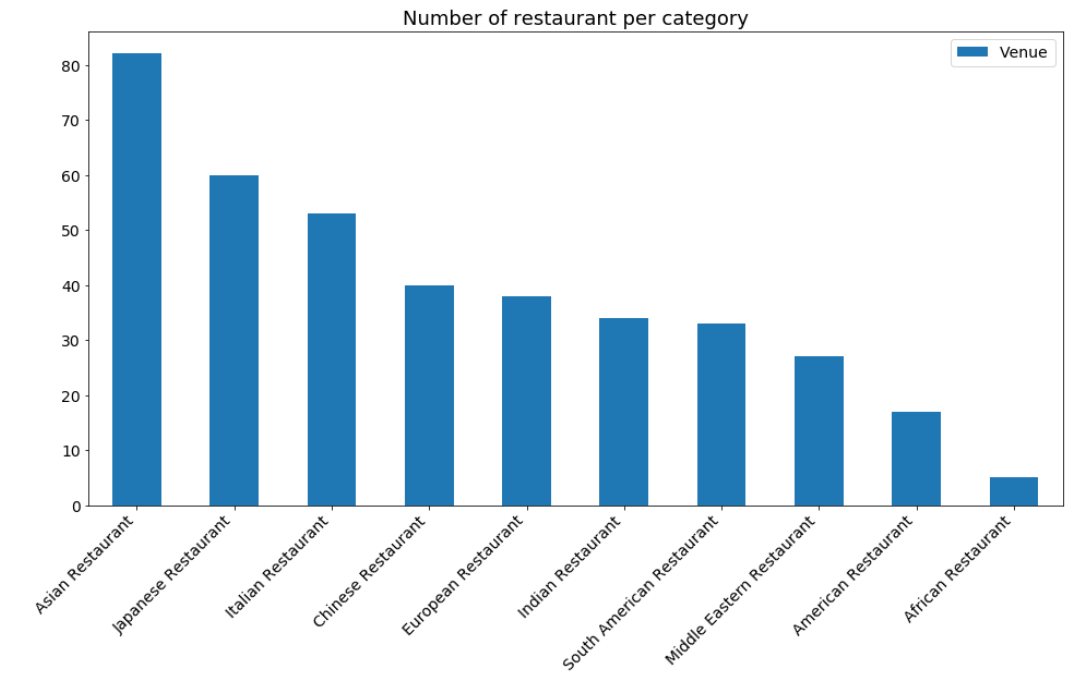 Number of restaurant per category
Venue
80
70
60
50
40
30
20
10
0
Asian Restaurant
Japanese Restaurant
Italian Restaurant
Chinese Restaurant
European Restaurant
Indian Restaurant
South American Restaurant
Middle Eastern Restaurant
American Restaurant
African Restaurant